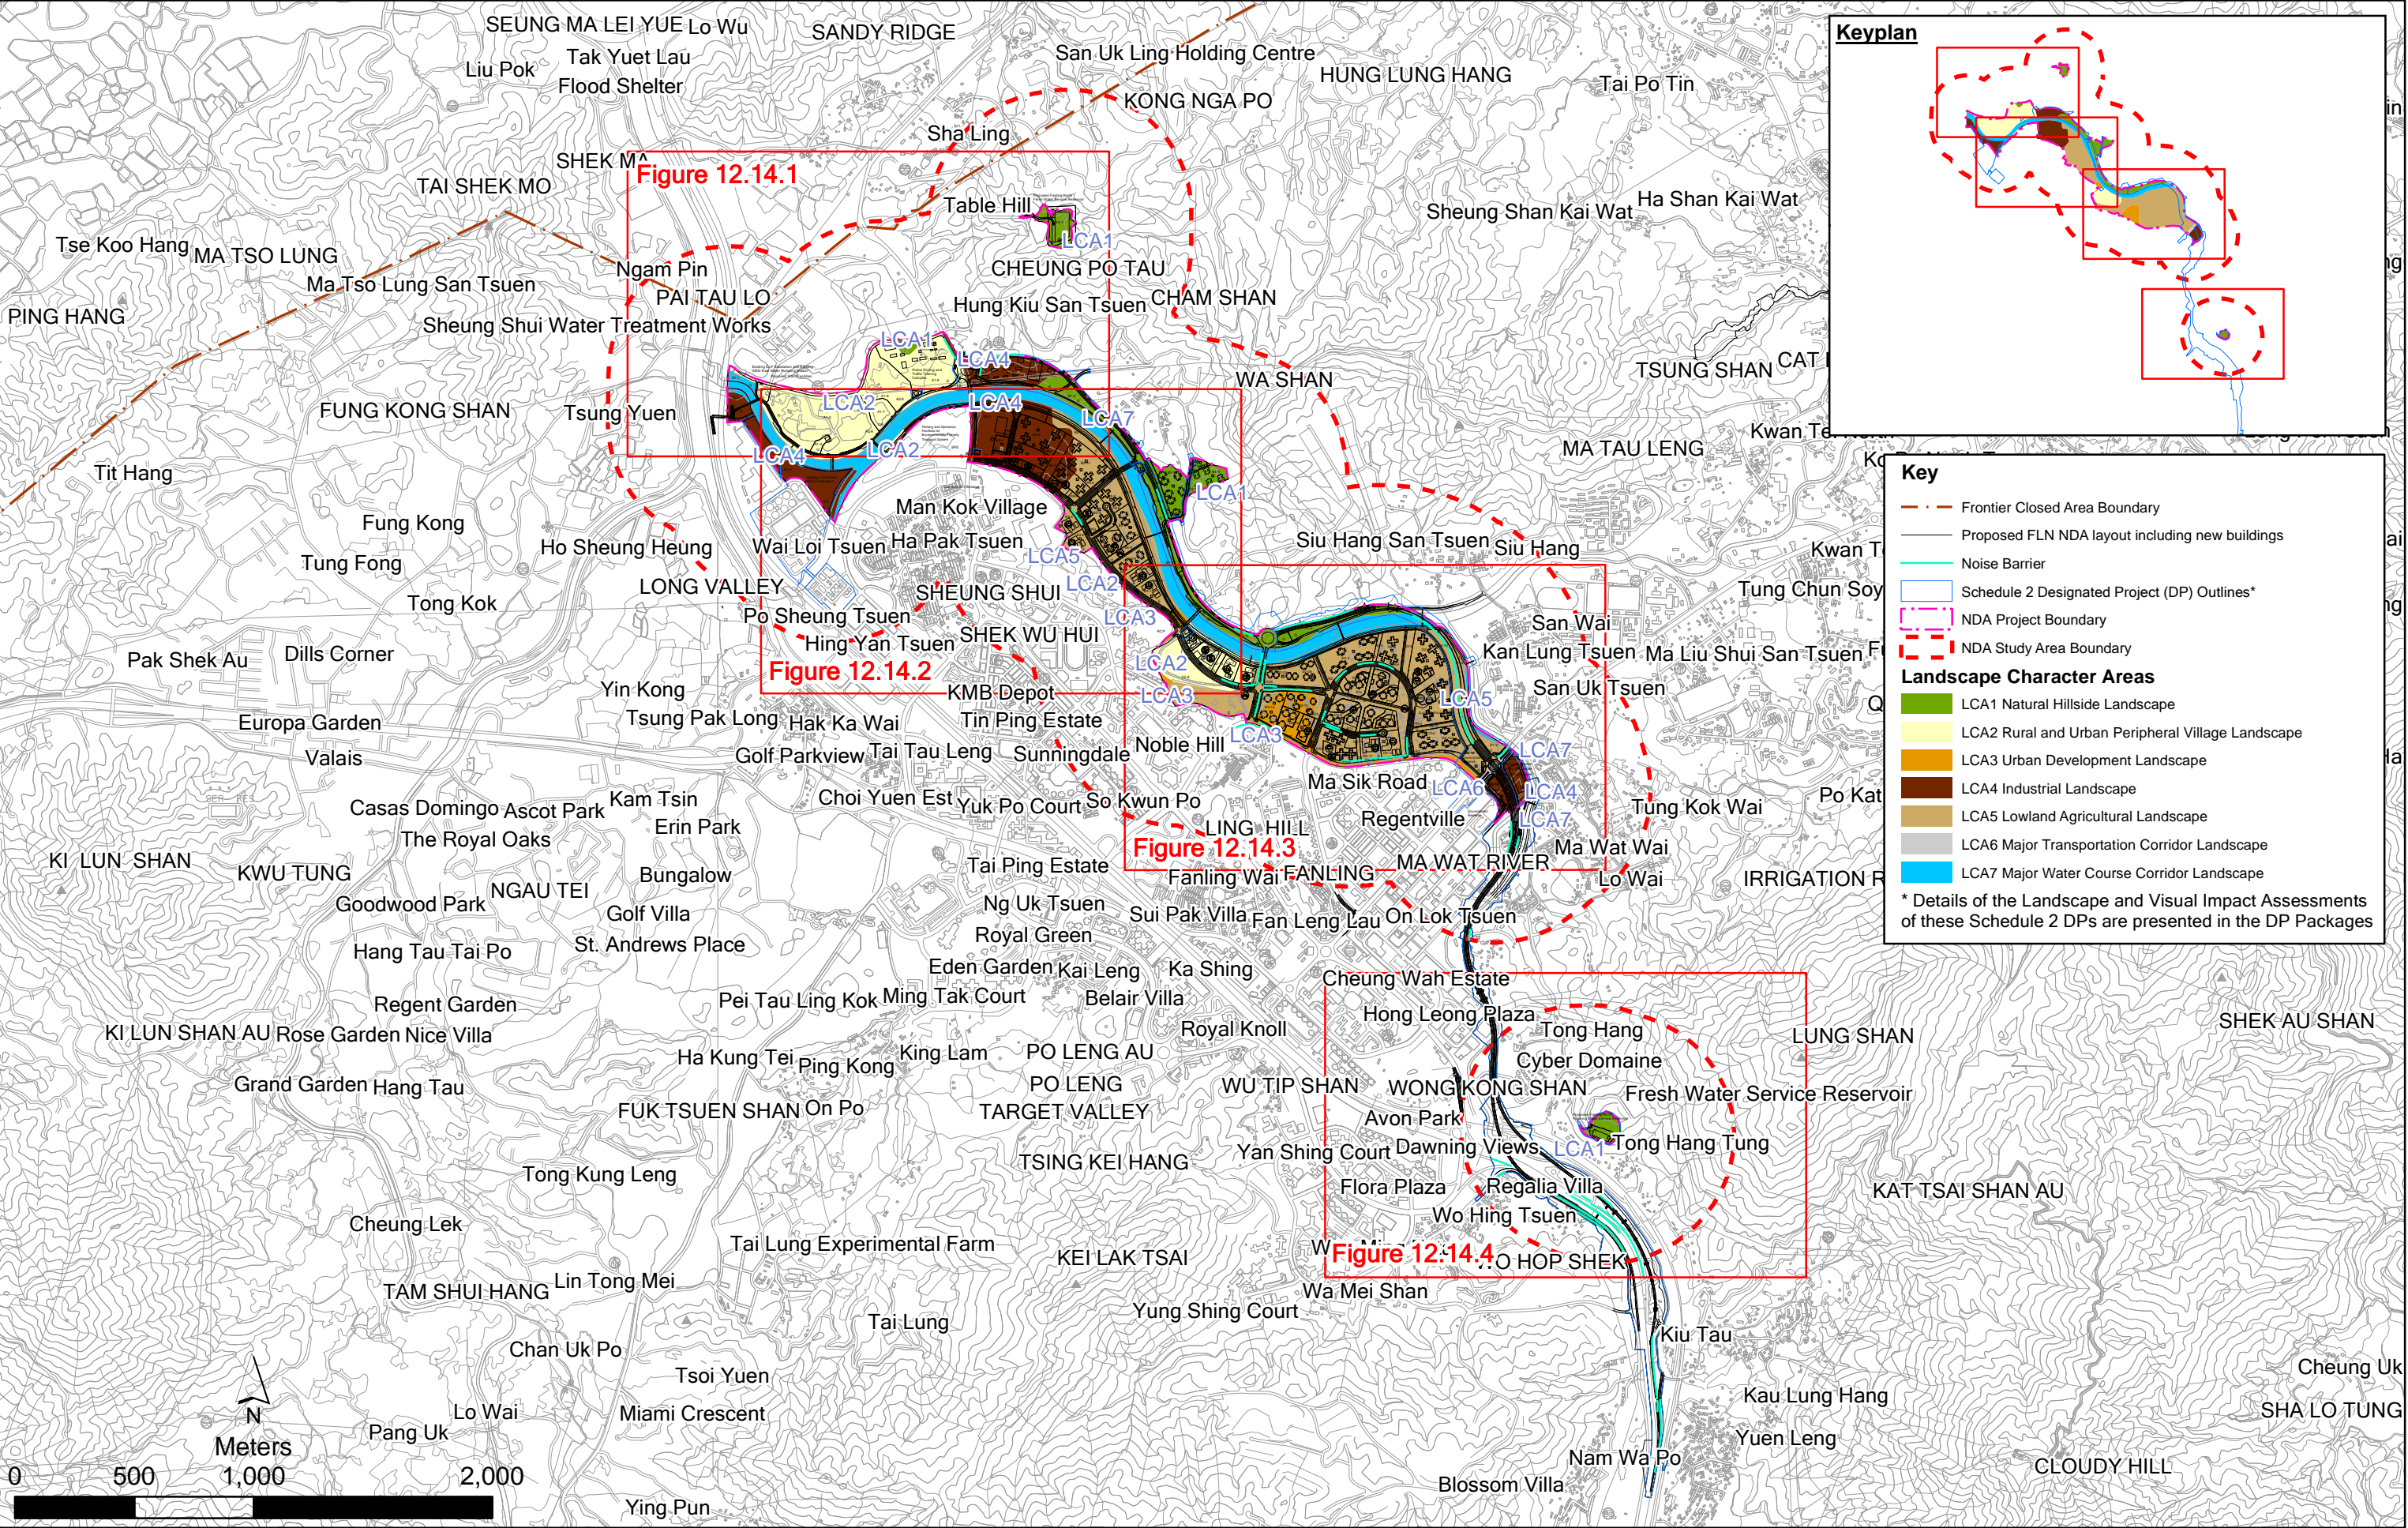 SEUNG MA LEI YUE
Lo Wu
SANDY RIDGE
Tak Yuet Lau
San Uk Ling Holding Centre
Liu Pok
HUNG LUNG HANG
Flood Shelter
Tai Po Tin
KONG NGA PO
Sha Ling
SHEK MA
Figure 12.14.1
TAI SHEK MO
Table Hill
Sheung Shan Kai Wat
Ha Shan Kai Wat
LCA1
Tse Koo Hang
MA TSO LUNG
Ngam Pin
CHEUNG PO TAU
Ma Tso Lung San Tsuen
PAI TAU LO
Hung Kiu San Tsuen
CHAM SHAN
PING HANG
Sheung Shui Water Treatment Works
LCA1
LCA4
WA SHAN
TSUNG SHAN
FUNG KONG SHAN
Tsung Yuen
LCA2
LCA4
LCA7
Tit Hang
LCA4
LCA2
LCA1
MA TAU LENG
Man Kok Village
Fung Kong
Ho Sheung Heung
Wai Loi Tsuen
Ha Pak Tsuen
LCA5
Siu Hang San Tsuen
Siu Hang
Tung Fong
LONG VALLEY
SHEUNG SHUI
LCA2
Tong Kok
Po Sheung Tsuen
LCA3
Tung Chun Soy
Hing Yan Tsuen
SHEK WU HUI
San Wai
Pak Shek Au
Dills Corner
Figure 12.14.2
LCA2
Kan Lung Tsuen
Ma Liu Shui San Tsuen
Yin Kong
KMB Depot
LCA3
San Uk Tsuen
LCA5
Europa Garden
Tsung Pak Long
Hak Ka Wai
Tin Ping Estate
LCA3
Valais
Golf Parkview
Tai Tau Leng
Sunningdale
Noble Hill
LCA7
Ma Sik Road
LCA6
LCA4
Casas Domingo
Ascot Park
Kam Tsin
Choi Yuen Est
Yuk Po Court
So Kwun Po
Tung Kok Wai
Po Kat
The Royal Oaks
Erin Park
LING HILL
Regentville
LCA7
Figure 12.14.3
Ma Wat Wai
KI LUN SHAN
KWU TUNG
NGAU TEI
Bungalow
Tai Ping Estate
Fanling Wai
FANLING
MA WAT RIVER
Lo Wai
IRRIGATION R
Goodwood Park
Golf Villa
Ng Uk Tsuen
Sui Pak Villa
Fan Leng Lau
On Lok Tsuen
Hang Tau Tai Po
St. Andrews Place
Royal Green
Eden Garden
Kai Leng
Ka Shing
Cheung Wah Estate
Regent Garden
Pei Tau Ling Kok
Ming Tak Court
Belair Villa
Hong Leong Plaza
KI LUN SHAN AU
Rose Garden
Nice Villa
Royal Knoll
Tong Hang
LUNG SHAN
SHEK AU SHAN
Ha Kung Tei
Ping Kong
King Lam
PO LENG AU
Cyber Domaine
Grand Garden
Hang Tau
PO LENG
WU TIP SHAN
WONG KONG SHAN
Fresh Water Service Reservoir
FUK TSUEN SHAN
On Po
TARGET VALLEY
Avon Park
TSING KEI HANG
Yan Shing Court
Dawning Views
LCA1
Tong Hang Tung
Tong Kung Leng
Flora Plaza
Regalia Villa
KAT TSAI SHAN AU
Cheung Lek
Wo Hing Tsuen
Tai Lung Experimental Farm
KEI LAK TSAI
Figure 12.14.4
WO HOP SHEK
TAM SHUI HANG
Lin Tong Mei
Wa Mei Shan
Yung Shing Court
Tai Lung
Kiu Tau
Chan Uk Po
Cheung Uk
Tsoi Yuen
Kau Lung Hang
Lo Wai
Miami Crescent
SHA LO TUNG
Pang Uk
Yuen Leng
Nam Wa Po
CLOUDY HILL
Blossom Villa
Ying Pun
N
Meters
0 500 1,000 2,000
Keyplan
Key
Frontier Closed Area Boundary
Proposed FLN NDA layout including new buildings
Noise Barrier
Schedule 2 Designated Project (DP) Outlines*
NDA Project Boundary
NDA Study Area Boundary
Landscape Character Areas
LCA1 Natural Hillside Landscape
LCA2 Rural and Urban Peripheral Village Landscape
LCA3 Urban Development Landscape
LCA4 Industrial Landscape
LCA5 Lowland Agricultural Landscape
LCA6 Major Transportation Corridor Landscape
LCA7 Major Water Course Corridor Landscape
* Details of the Landscape and Visual Impact Assessments
of these Schedule 2 DPs are presented in the DP Packages